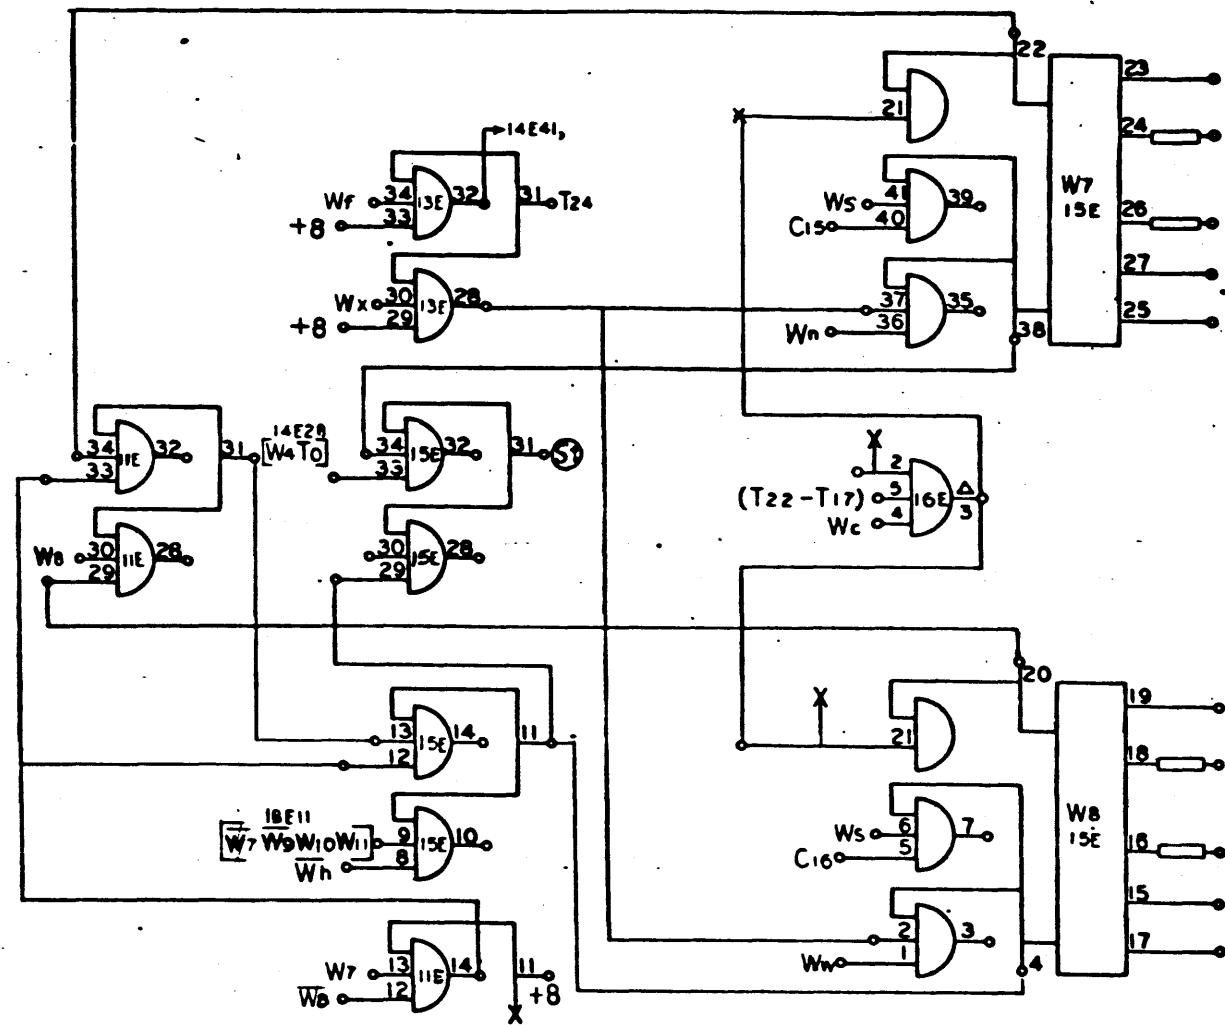 22
23
21
24
14E41,
Wf 34 13E 32 31 T24
+8 33
W7
15E
Ws 41 39
C15 40
26
27
Wx 30 13E 28
+8 29
37 35
Wn 36
25
38
34 11E 32
33
31
14E28
[W4T0]
34 15E 32
33
31
2
(T22-T17) 5 16E Δ
3
Wc 4
W8 30 11E 28
29
30 15E 28
29
20
19
21
18
13 15E 14
12
11
18E11
[W̅7 W̅9 W10 W11] 9 15E 10
W̅h 8
W8
15E
Ws 6 7
C16 5
16
15
2 3
Ww 1
17
4
W7 13 11E 14
W̅8 12
11
+8